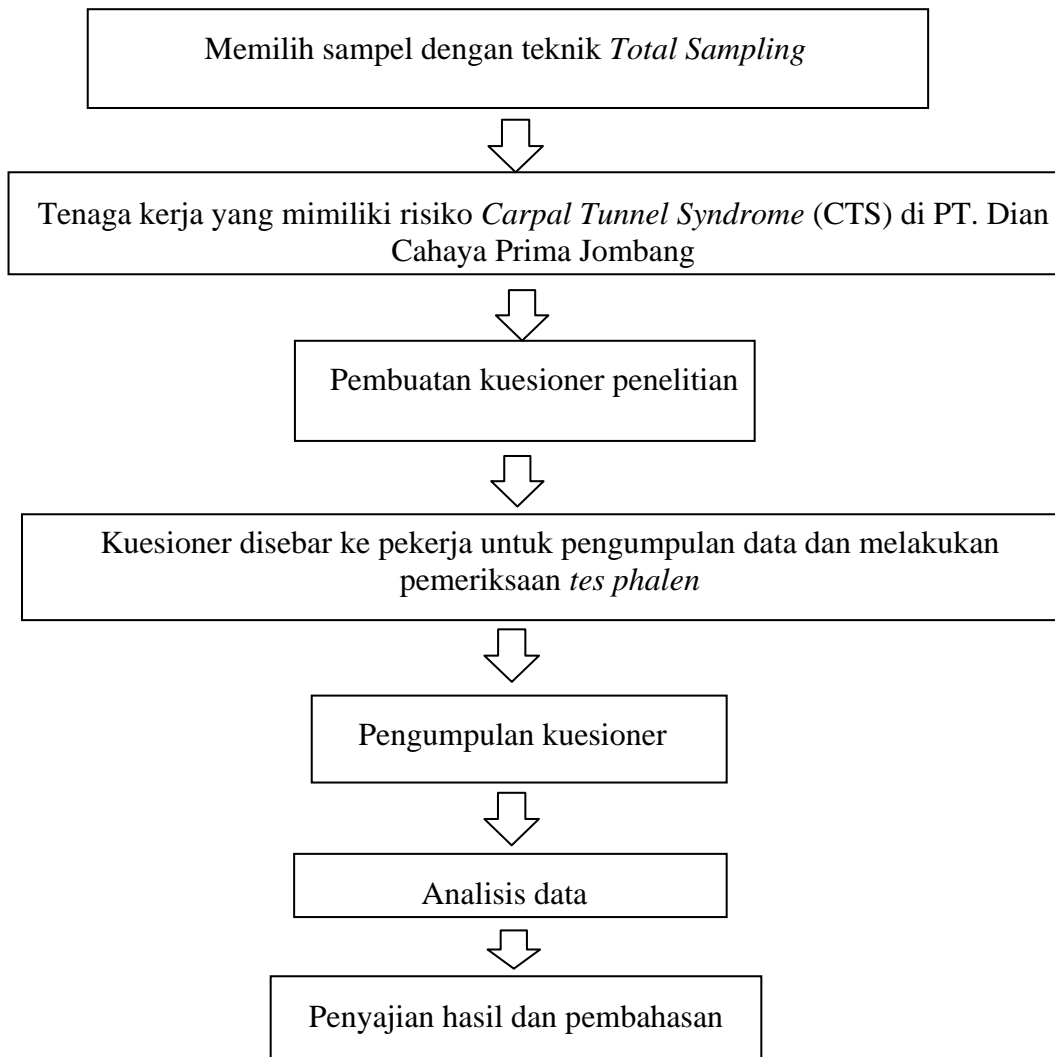 Memilih sampel dengan teknik Total Sampling
Tenaga kerja yang mimiliki risiko Carpal Tunnel Syndrome (CTS) di PT. Dian
Cahaya Prima Jombang
Pembuatan kuesioner penelitian
Kuesioner disebar ke pekerja untuk pengumpulan data dan melakukan
pemeriksaan tes phalen
Pengumpulan kuesioner
Analisis data
Penyajian hasil dan pembahasan